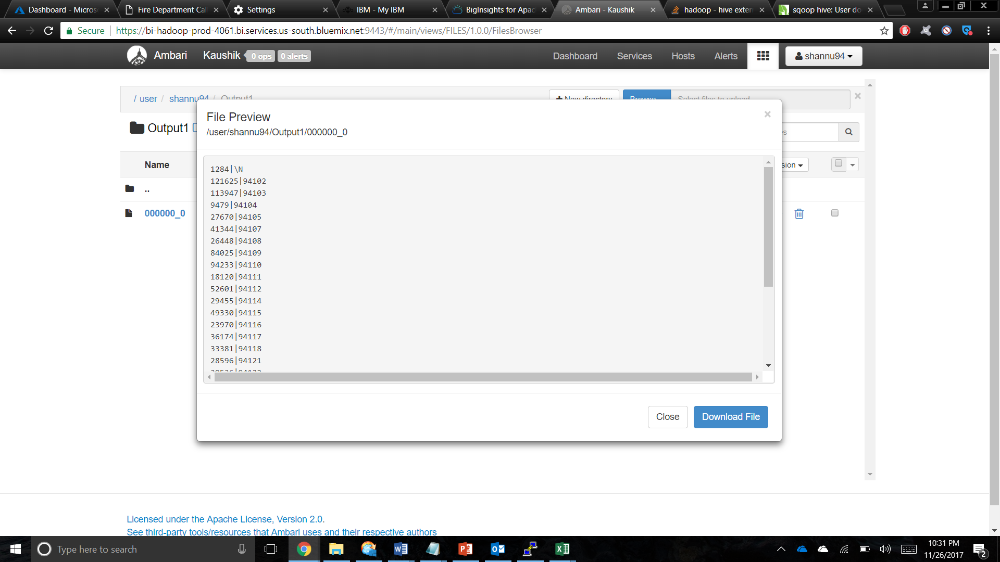 Dashboard - Micros
Fire Department Cal
Settings
IBM - My IBM
BigInsights for Apac
Ambari - Kaushik
hadoop - hive exter
sqoop hive: User do
Secure
https://bi-hadoop-prod-4061.bi.services.us-south.bluemix.net:9443/#/main/views/FILES/1.0.0/FilesBrowser
Ambari
Kaushik
0 ops
0 alerts
Dashboard
Services
Hosts
Alerts
shannu94
/ user / shannu94 / Output1
New directory
Browse...
Select files to upload
Output1
Name
sion
..
000000_0
File Preview
/user/shannu94/Output1/000000_0
1284|\N
121625|94102
113947|94103
9479|94104
27670|94105
41344|94107
26448|94108
84025|94109
94233|94110
18120|94111
52601|94112
29455|94114
49330|94115
23970|94116
36174|94117
33381|94118
28596|94121
Close
Download File
Licensed under the Apache License, Version 2.0.
See third-party tools/resources that Ambari uses and their respective authors
Type here to search
10:31 PM
11/26/2017
2